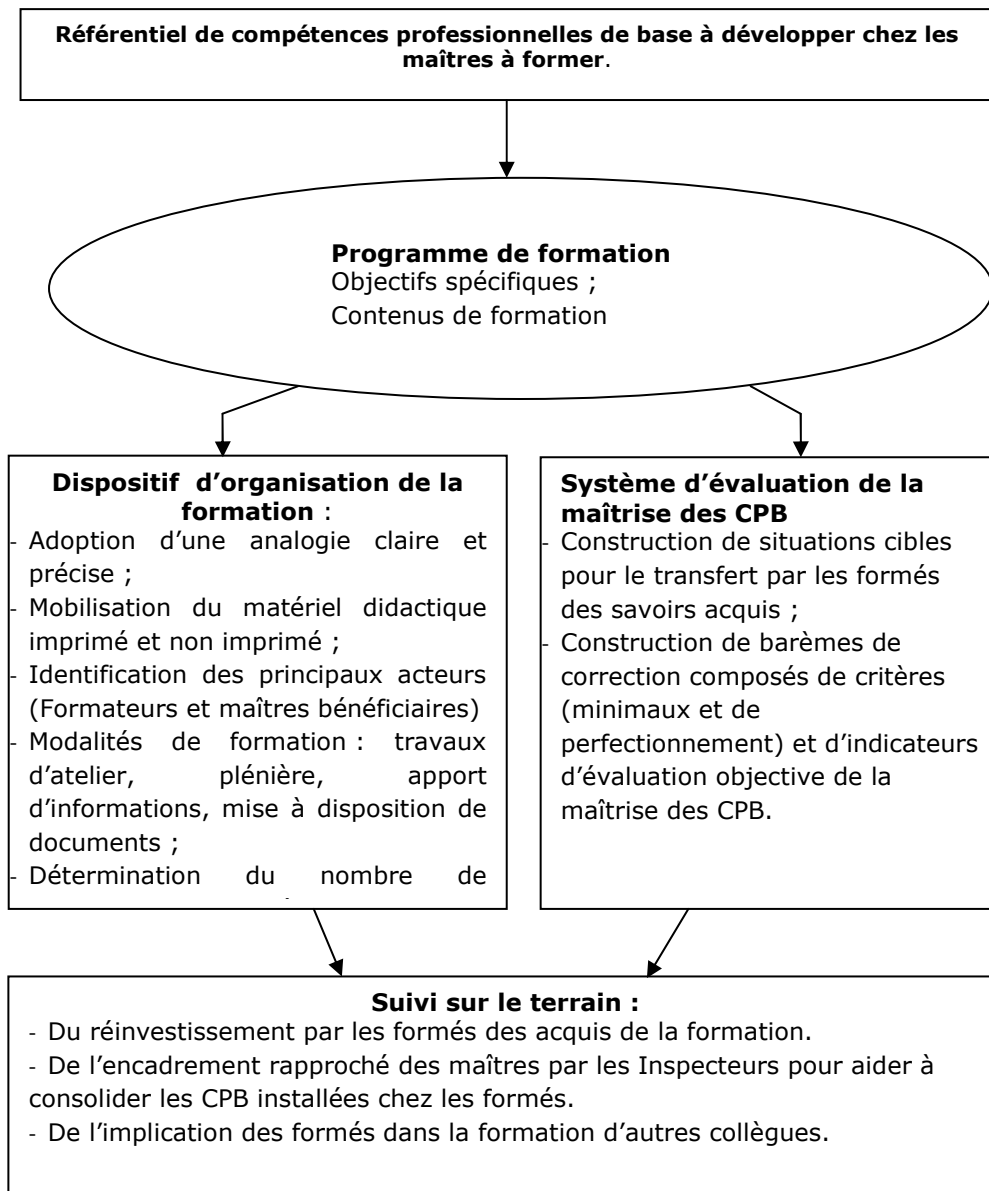 Référentiel de compétences professionnelles de base à développer chez les
maîtres à former.
Programme de formation
Objectifs spécifiques ;
Contenus de formation
Dispositif d'organisation de la
formation :
- Adoption d'une analogie claire et
précise ;
- Mobilisation du matériel didactique
imprimé et non imprimé ;
- Identification des principaux acteurs
(Formateurs et maîtres bénéficiaires)
- Modalités de formation : travaux
d'atelier, plénière, apport
d'informations, mise à disposition de
documents ;
- Détermination du nombre de
Système d'évaluation de la
maîtrise des CPB
- Construction de situations cibles
pour le transfert par les formés
des savoirs acquis ;
- Construction de barèmes de
correction composés de critères
(minimaux et de
perfectionnement) et d'indicateurs
d'évaluation objective de la
maîtrise des CPB.
Suivi sur le terrain :
- Du réinvestissement par les formés des acquis de la formation.
- De l'encadrement rapproché des maîtres par les Inspecteurs pour aider à
consolider les CPB installées chez les formés.
- De l'implication des formés dans la formation d'autres collègues.